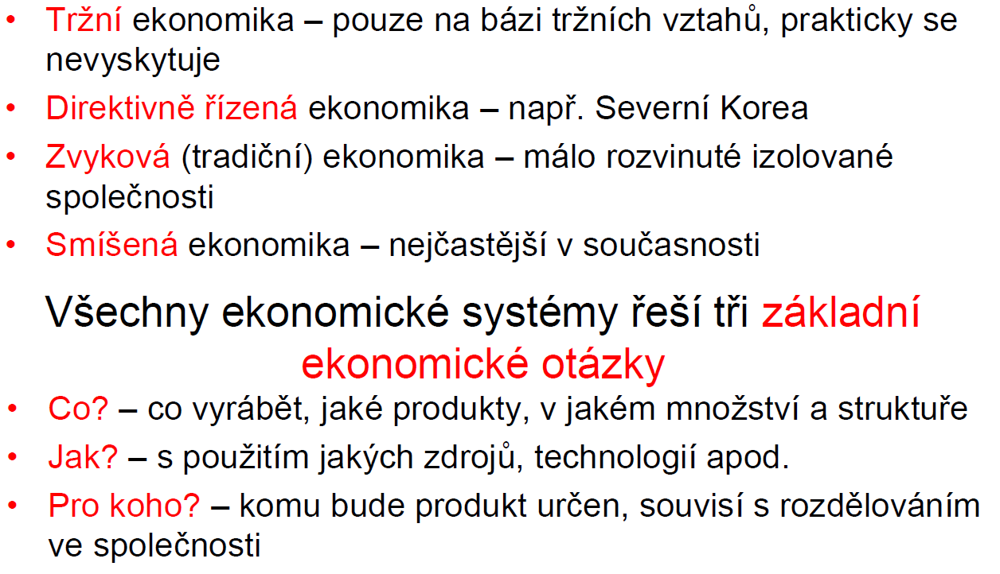 • Tržní ekonomika – pouze na bázi tržních vztahů, prakticky se
nevyskytuje
• Direktivně řízená ekonomika – např. Severní Korea
• Zvyková (tradiční) ekonomika – málo rozvinuté izolované
společnosti
• Smíšená ekonomika – nejčastější v současnosti
Všechny ekonomické systémy řeší tři základní
ekonomické otázky
• Co? – co vyrábět, jaké produkty, v jakém množství a struktuře
• Jak? – s použitím jakých zdrojů, technologií apod.
• Pro koho? – komu bude produkt určen, souvisí s rozdělováním
ve společnosti